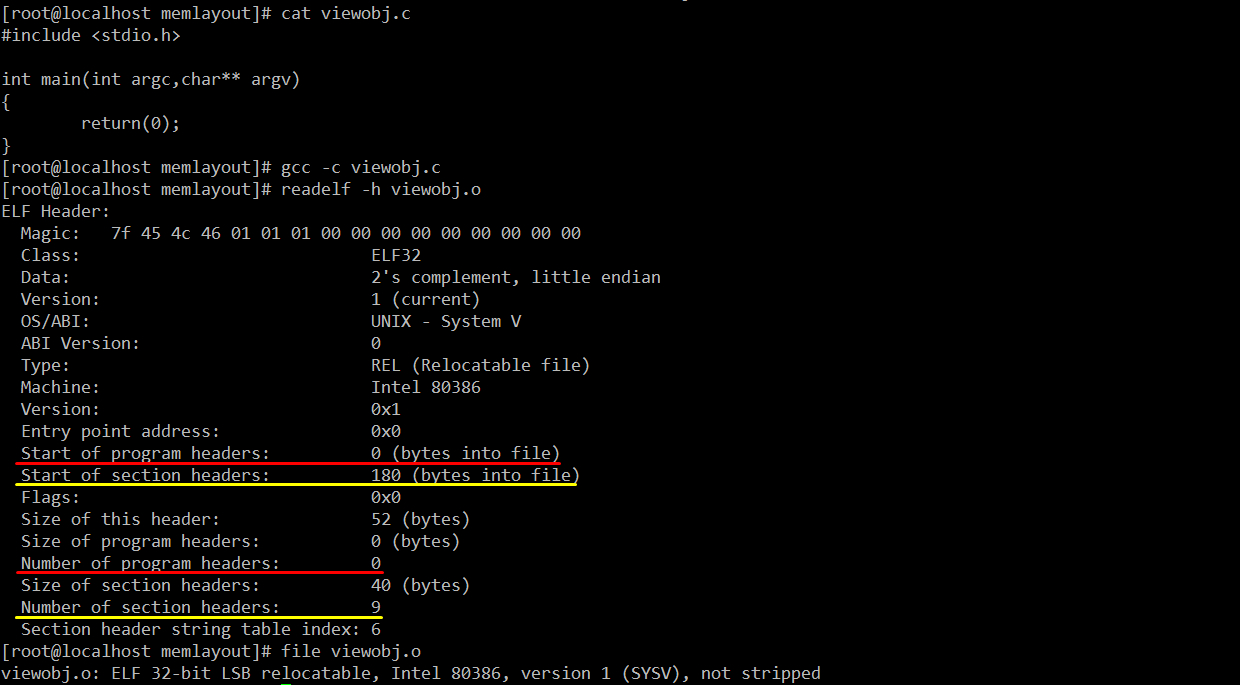 [root@localhost memlayout]# cat viewobj.c
#include <stdio.h>

int main(int argc,char** argv)
{
        return(0);
}
[root@localhost memlayout]# gcc -c viewobj.c
[root@localhost memlayout]# readelf -h viewobj.o
ELF Header:
  Magic:   7f 45 4c 46 01 01 01 00 00 00 00 00 00 00 00 00
  Class:                             ELF32
  Data:                              2's complement, little endian
  Version:                           1 (current)
  OS/ABI:                            UNIX - System V
  ABI Version:                       0
  Type:                              REL (Relocatable file)
  Machine:                           Intel 80386
  Version:                           0x1
  Entry point address:               0x0
  Start of program headers:          0 (bytes into file)
  Start of section headers:          180 (bytes into file)
  Flags:                             0x0
  Size of this header:               52 (bytes)
  Size of program headers:           0 (bytes)
  Number of program headers:         0
  Size of section headers:           40 (bytes)
  Number of section headers:         9
  Section header string table index: 6
[root@localhost memlayout]# file viewobj.o
viewobj.o: ELF 32-bit LSB relocatable, Intel 80386, version 1 (SYSV), not stripped